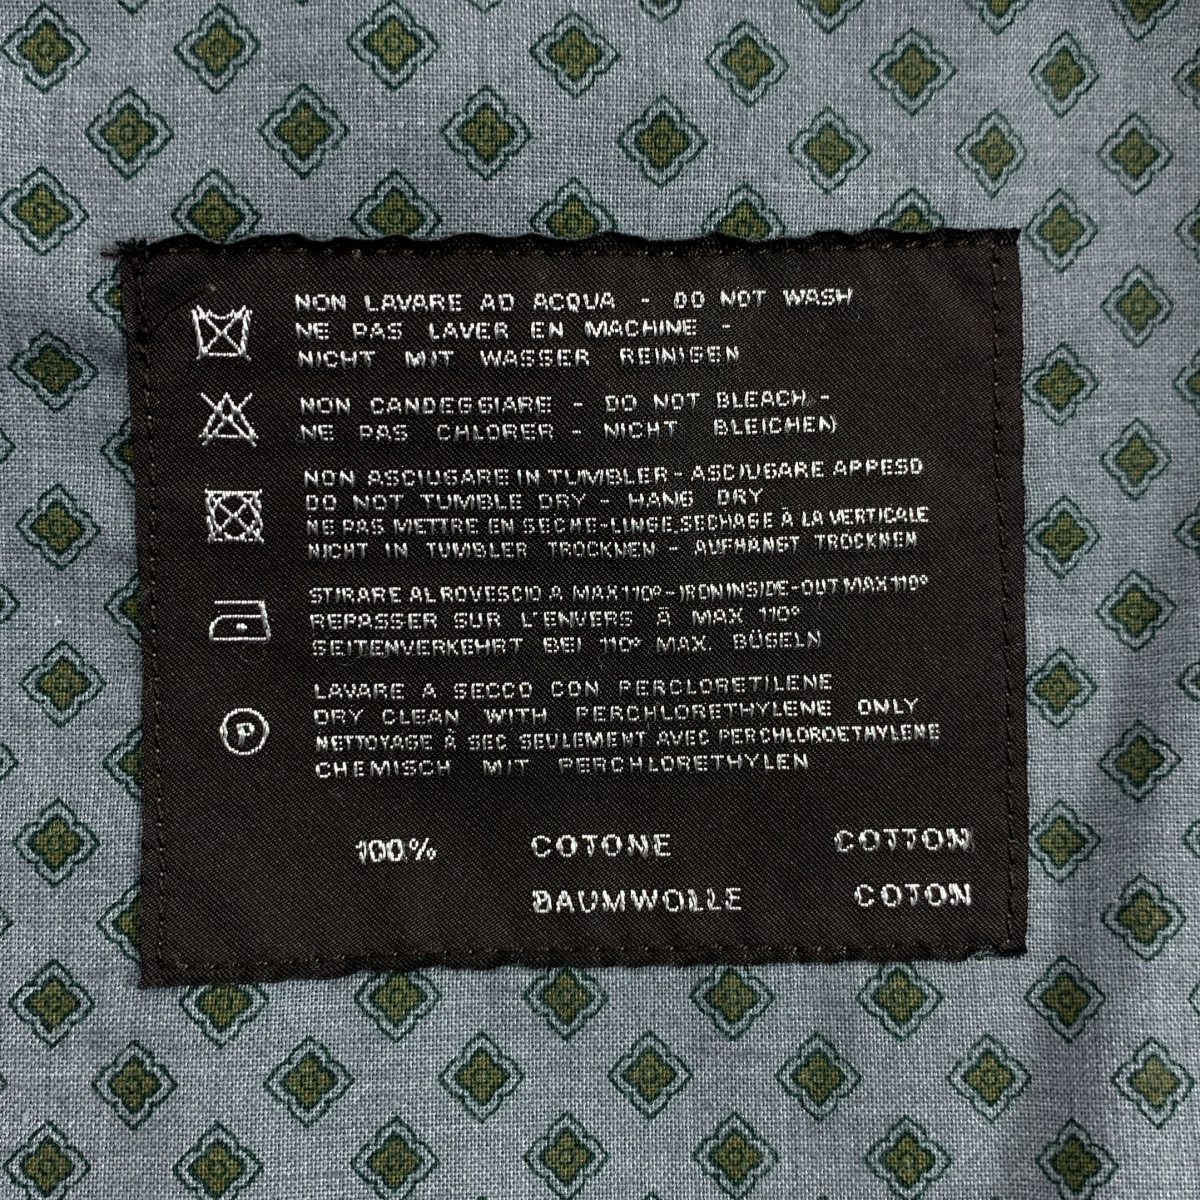 NON LAVARE AD ACQUA - DO NOT WASH
NE PAS LAVER EN MACHINE -
NICHT MIT WASSER REINIGEN
NON CANDEGGIARE - DO NOT BLEACH -
NE PAS CHLORER - NICHT BLEICHEN
NON ASCIUGARE IN TUMBLER - ASCIUGARE APPESO
DO NOT TUMBLE DRY - HANG DRY
NE PAS METTRE EN SECHE-LINGE.SECHAGE À LA VERTICALE
NICHT IN TUMBLER TROCKNEN - AUFHÄNGT TROCKNEN
STIRARE AL ROVESCIO A MAX 110° - IRON INSIDE-OUT MAX 110°
REPASSER SUR L'ENVERS À MAX 110°
SEITENVERKEHRT BEI 110° MAX. BÜGELN
LAVARE A SECCO CON PERCLORETILENE
P
DRY CLEAN WITH PERCHLORETHYLENE ONLY
NETTOYAGE À SEC SEULEMENT AVEC PERCHLOROETHYLENE
CHEMISCH MIT PERCHLORETHYLEN
100% COTONE COTTON
BAUMWOLLE COTON